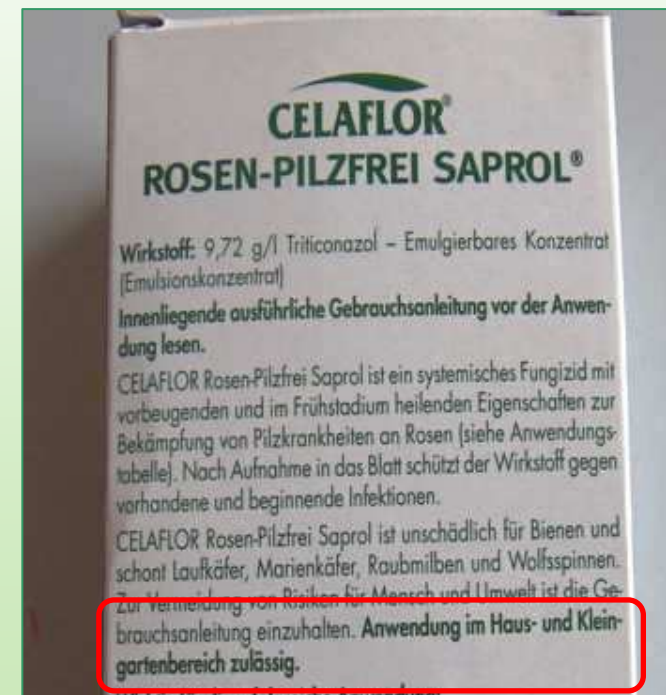 CELAFLOR®
ROSEN-PILZFREI SAPROL®
Wirkstoff: 9,72 g/l Triticonazol – Emulgierbares Konzentrat
(Emulsionskonzentrat)
Innenliegende ausführliche Gebrauchsanleitung vor der Anwen-
dung lesen.
CELAFLOR Rosen-Pilzfrei Saprol ist ein systemisches Fungizid mit
vorbeugenden und im Frühstadium heilenden Eigenschaften zur
Bekämpfung von Pilzkrankheiten an Rosen (siehe Anwendungs-
tabelle). Nach Aufnahme in das Blatt schützt der Wirkstoff gegen
vorhandene und beginnende Infektionen.
CELAFLOR Rosen-Pilzfrei Saprol ist unschädlich für Bienen und
schont Laufkäfer, Marienkäfer, Raubmilben und Wolfsspinnen.
Zur Vermeidung von Risiken für Mensch und Umwelt ist die Ge-
brauchsanleitung einzuhalten. Anwendung im Haus- und Klein-
gartenbereich zulässig.